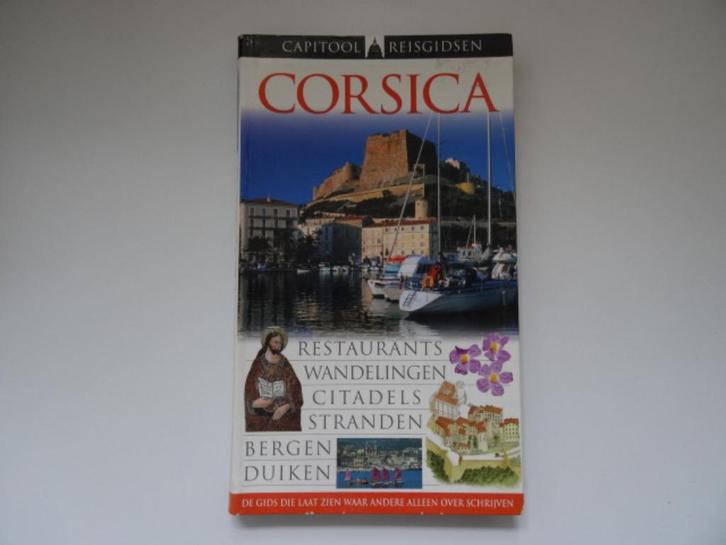 CAPITOOL REISGIDSEN
CORSICA
RESTAURANTS
WANDELINGEN
CITADELS
STRANDEN
BERGEN
DUIKEN
DE GIDS DIE LAAT ZIEN WAAR ANDERE ALLEEN OVER SCHRIJVEN